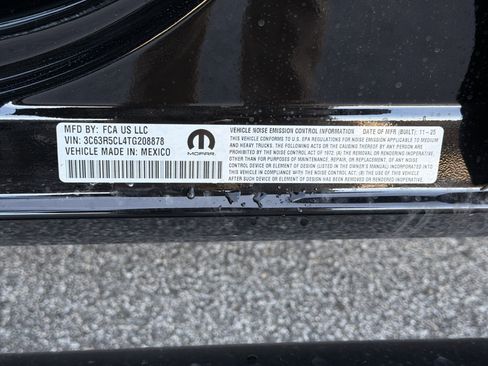 MFD BY: FCA US LLC
VIN: 3C63R5CL4TG208878
VEHICLE MADE IN: MEXICO
MOPAR
VEHICLE NOISE EMISSION CONTROL INFORMATION DATE OF MFR (BUILT): 11-25
THIS VEHICLE CONFORMS TO U.S. EPA REGULATIONS FOR NOISE EMISSION APPLICABLE TO MEDIUM
AND HEAVY TRUCKS. THE FOLLOWING ACTS OR THE CAUSING THEREOF BY ANY PERSON
ARE PROHIBITED BY THE NOISE CONTROL ACT OF 1972. (A) THE REMOVAL OR RENDERING INOPERATIVE,
OTHER THAN FOR PURPOSES OF MAINTENANCE, REPAIR, OR REPLACEMENT, OF ANY NOISE CONTROL
DEVICE OR ELEMENT OF DESIGN (LISTED IN THE OWNER'S MANUAL) INCORPORATED INTO THIS VEHICLE
IN COMPLIANCE WITH THE NOISE CONTROL ACT. (B) THE USE OF THIS VEHICLE AFTER
SUCH DEVICE OR ELEMENT OF DESIGN HAS BEEN REMOVED OR RENDERED INOPERATIVE.